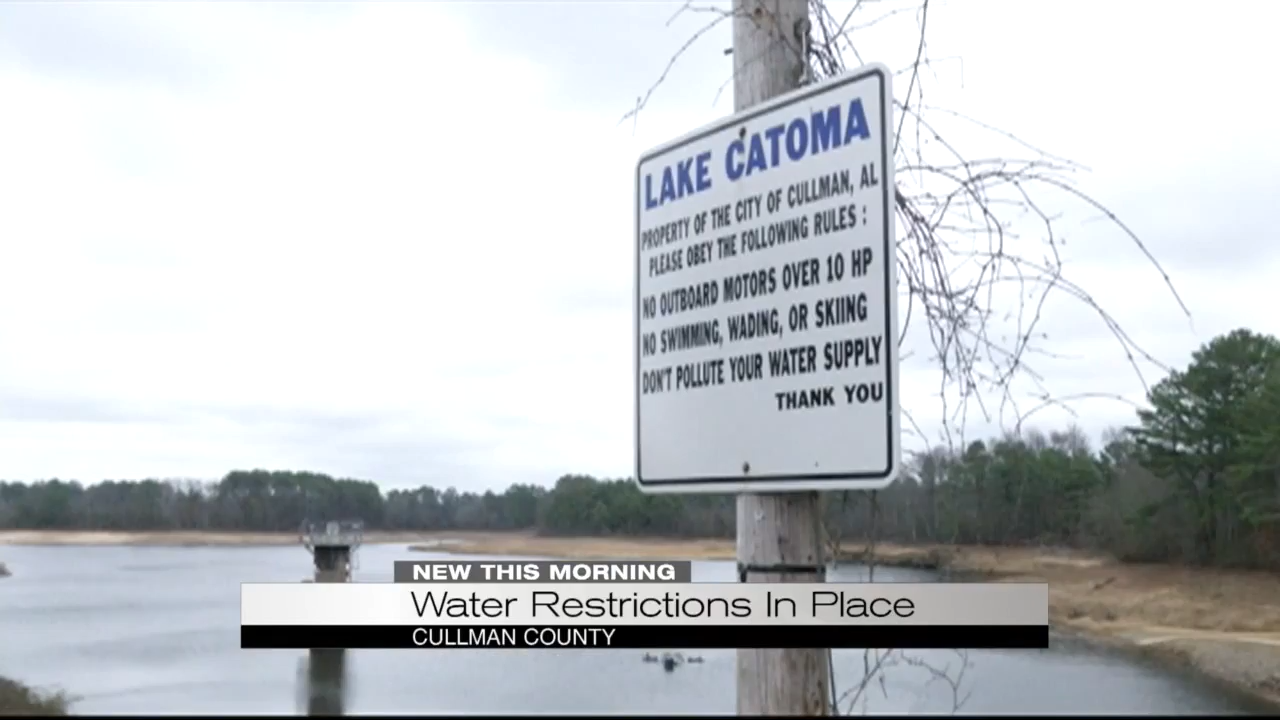 LAKE CATOMA
PROPERTY OF THE CITY OF CULLMAN, AL
PLEASE OBEY THE FOLLOWING RULES :
NO OUTBOARD MOTORS OVER 10 HP
NO SWIMMING, WADING, OR SKIING
DON'T POLLUTE YOUR WATER SUPPLY
THANK YOU
NEW THIS MORNING
Water Restrictions In Place
CULLMAN COUNTY